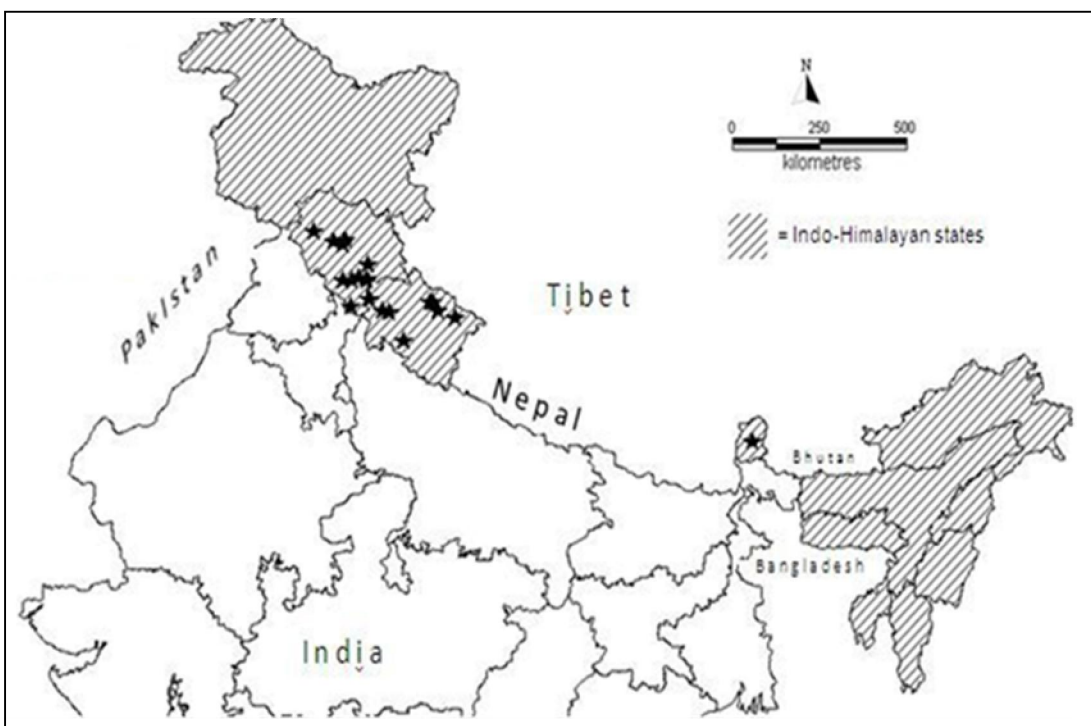 N
0 250 500
kilometres
= Indo-Himalayan states
Pakistan
Tibet
Nepal
Bhutan
Bangladesh
India